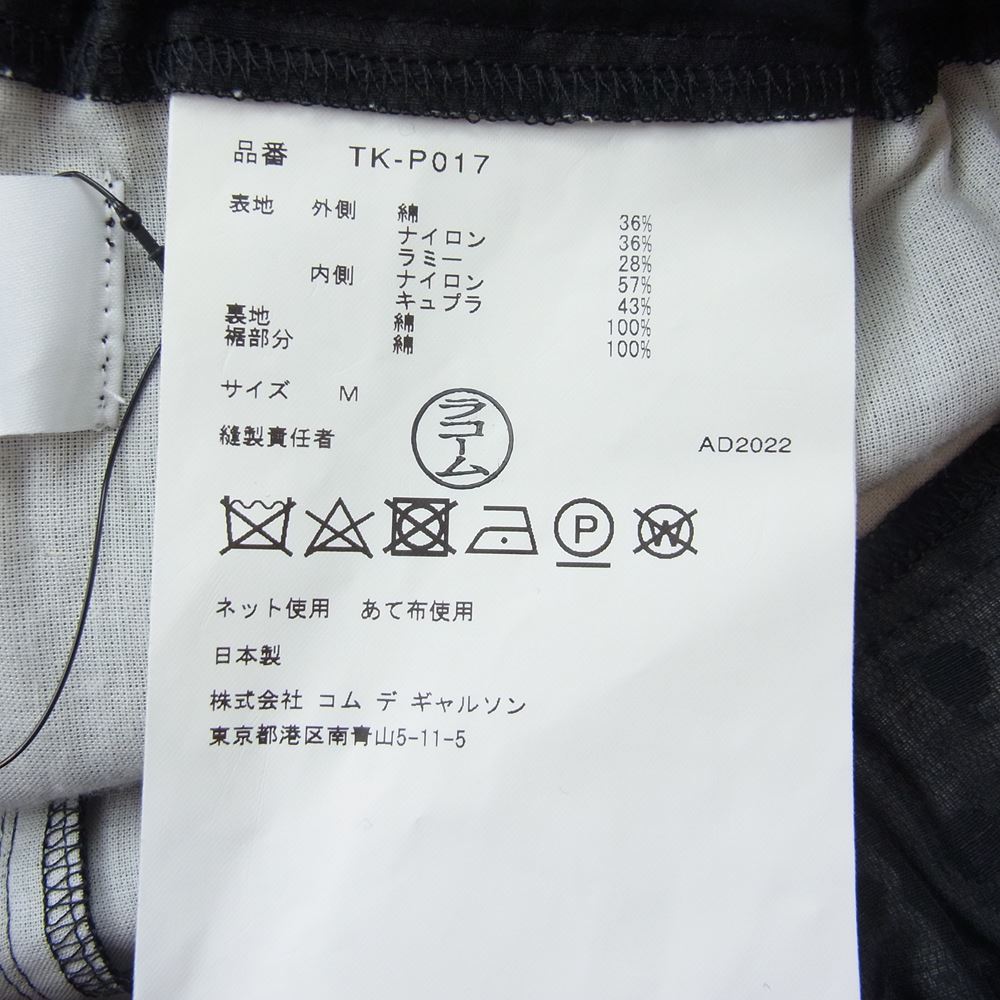 品番 TK-P017
表地 外側 綿 36%
ナイロン 36%
ラミー 28%
内側 ナイロン 57%
キュプラ 43%
裏地 綿 100%
裾部分 綿 100%
サイズ M
縫製責任者 ラコーム AD2022
P W
ネット使用 あて布使用
日本製
株式会社 コム デ ギャルソン
東京都港区南青山5-11-5